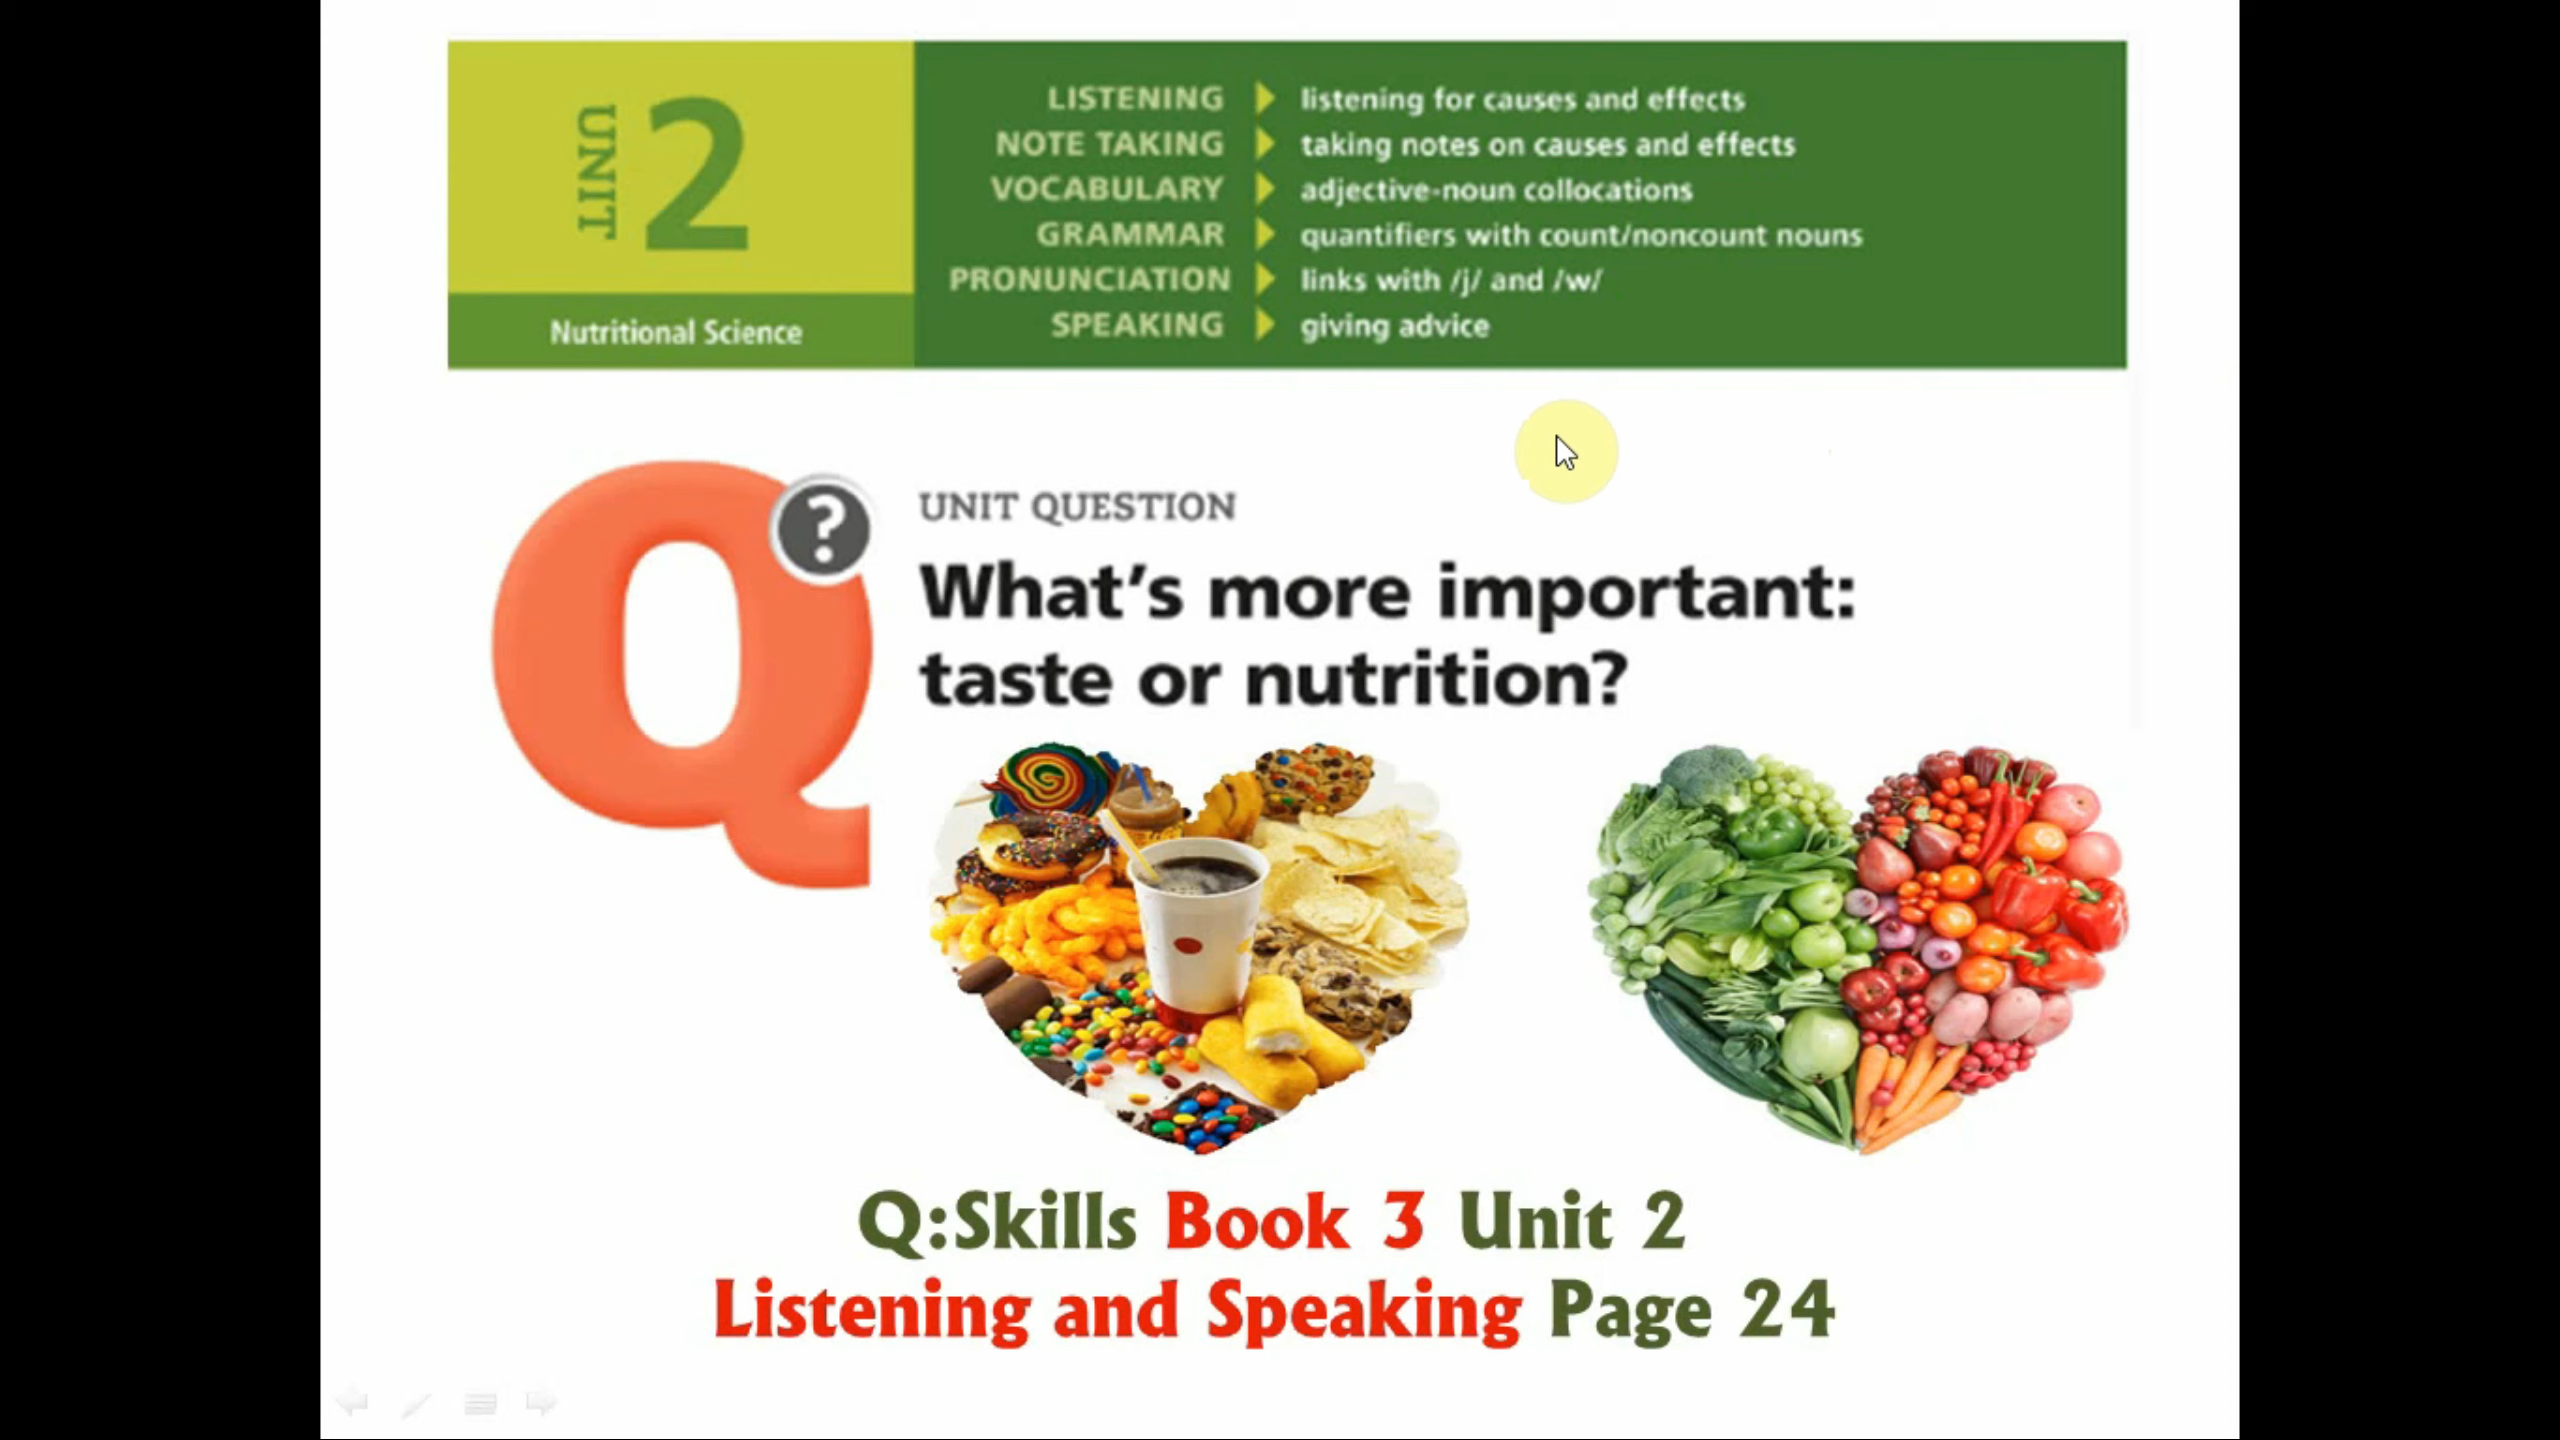 UNIT 2
Nutritional Science
LISTENING listening for causes and effects
NOTE TAKING taking notes on causes and effects
VOCABULARY adjective-noun collocations
GRAMMAR quantifiers with count/noncount nouns
PRONUNCIATION links with /j/ and /w/
SPEAKING giving advice
Q ?
UNIT QUESTION
What's more important:
taste or nutrition?
Q:Skills Book 3 Unit 2
Listening and Speaking Page 24